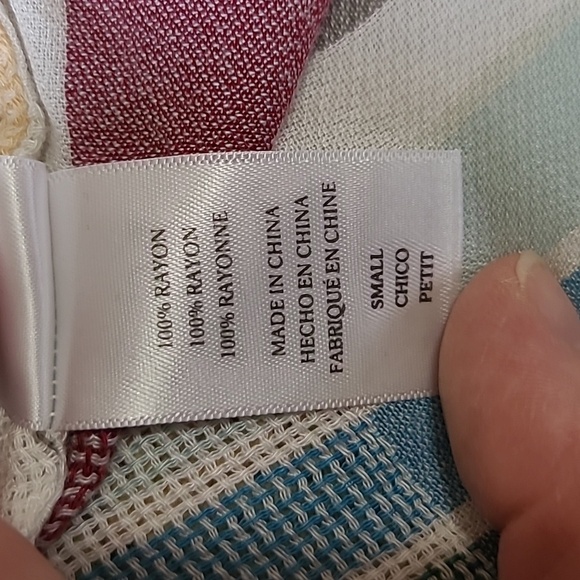 100% RAYON
100% RAYON
100% RAYONNE
MADE IN CHINA
HECHO EN CHINA
FABRIQUE EN CHINE
SMALL
CHICO
PETIT